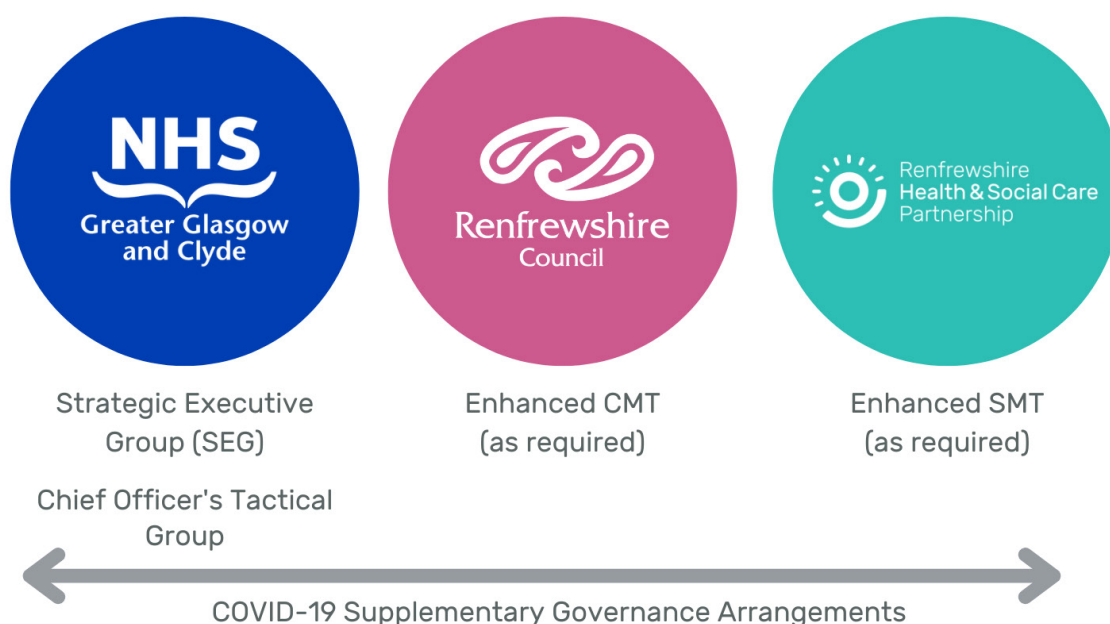 NHS
Greater Glasgow
and Clyde
Renfrewshire
Council
Renfrewshire
Health & Social Care
Partnership
Strategic Executive
Group (SEG)
Enhanced CMT
(as required)
Enhanced SMT
(as required)
Chief Officer's Tactical
Group
COVID-19 Supplementary Governance Arrangements